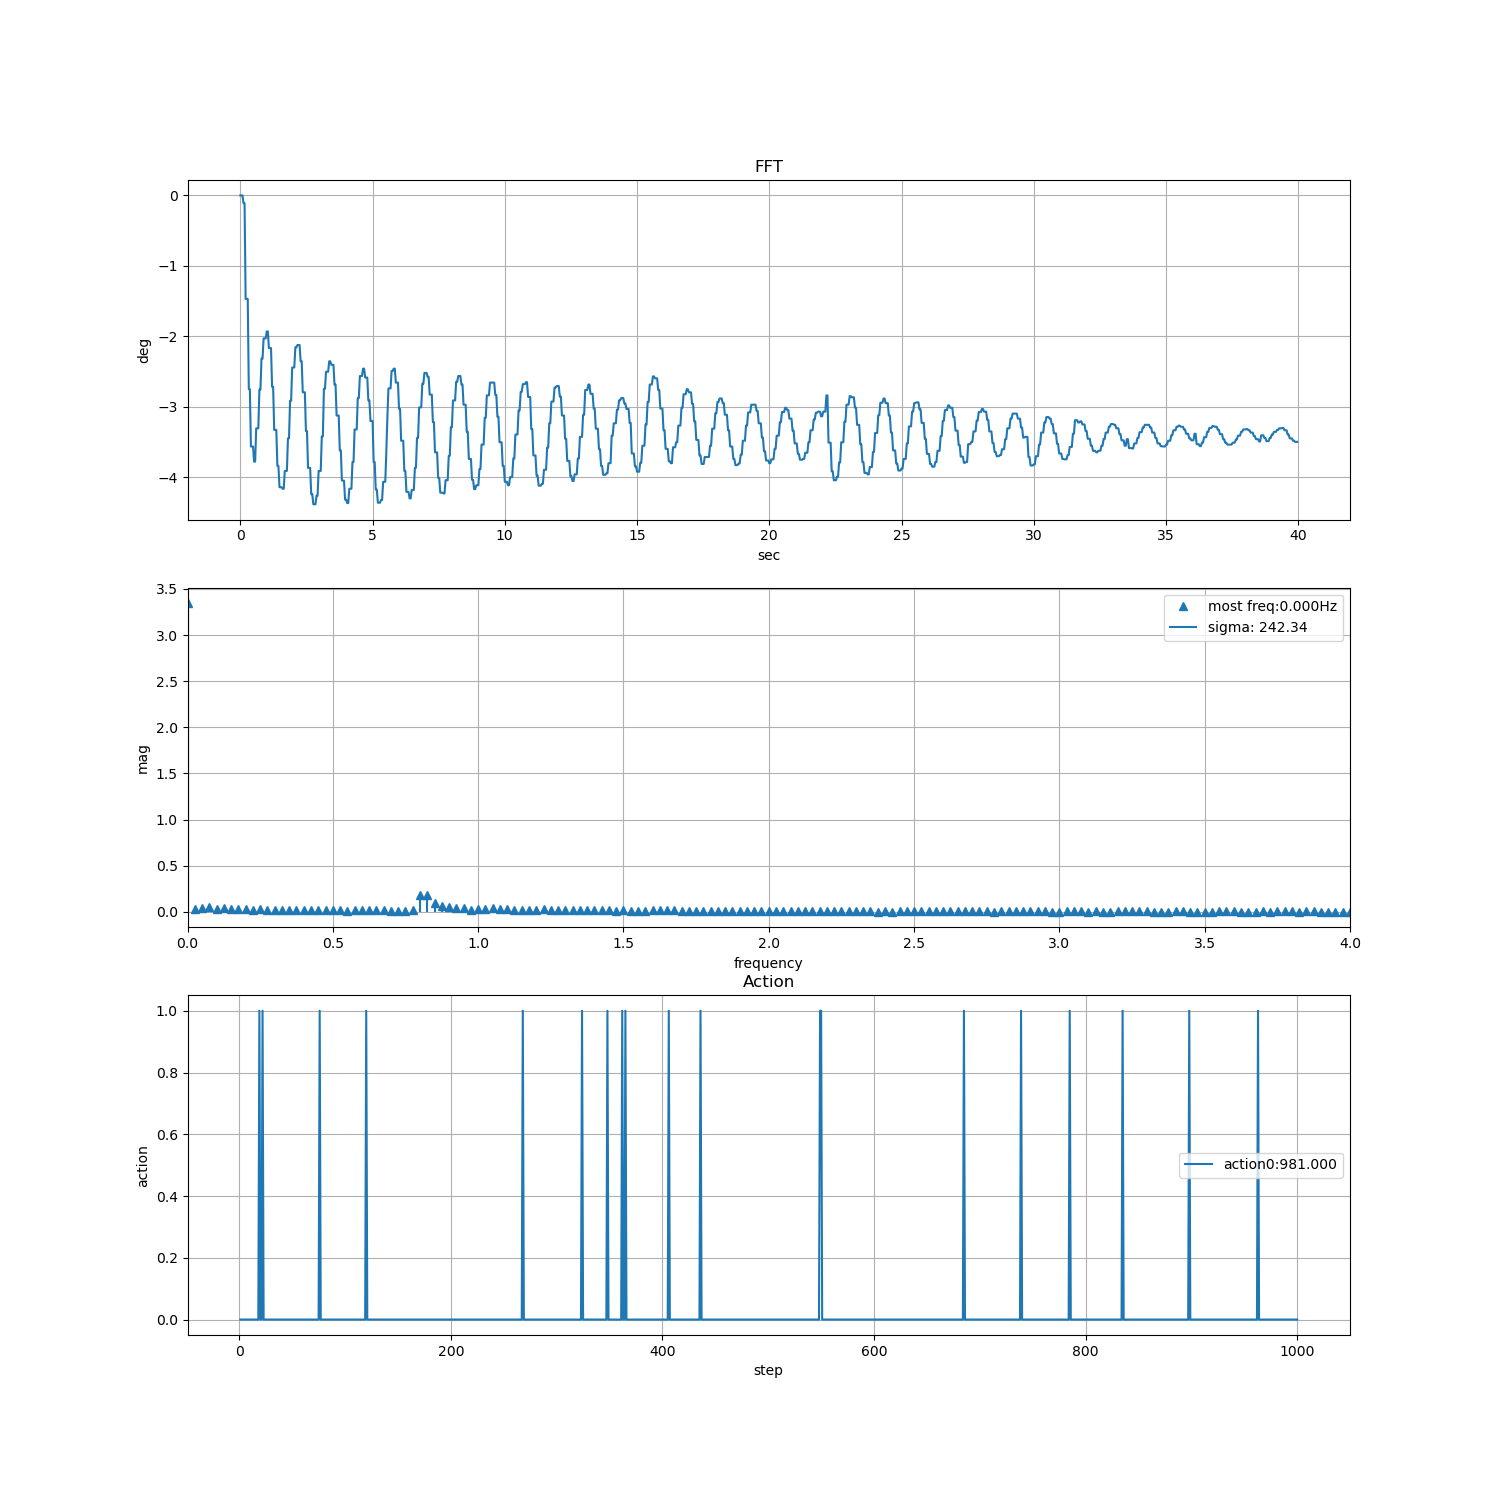 FFT
0
−1
−2
−3
−4
deg
0 5 10 15 20 25 30 35 40
sec
3.5
3.0
2.5
2.0
1.5
1.0
0.5
0.0
mag
most freq:0.000Hz
sigma: 242.34
0.0 0.5 1.0 1.5 2.0 2.5 3.0 3.5 4.0
frequency
Action
1.0
0.8
0.6
0.4
0.2
0.0
action
action0:981.000
0 200 400 600 800 1000
step